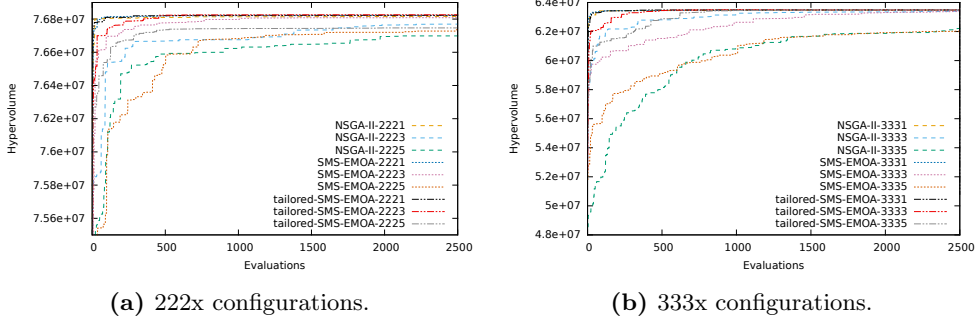 7.68e+07
7.66e+07
7.64e+07
7.62e+07
7.6e+07
7.58e+07
7.56e+07
Hypervolume
0
500
1000
1500
2000
2500
Evaluations
NSGA-II-2221
NSGA-II-2223
NSGA-II-2225
SMS-EMOA-2221
SMS-EMOA-2223
SMS-EMOA-2225
tailored-SMS-EMOA-2221
tailored-SMS-EMOA-2223
tailored-SMS-EMOA-2225
(a) 222x configurations.
6.4e+07
6.2e+07
6e+07
5.8e+07
5.6e+07
5.4e+07
5.2e+07
5e+07
4.8e+07
Hypervolume
0
500
1000
1500
2000
2500
Evaluations
NSGA-II-3331
NSGA-II-3333
NSGA-II-3335
SMS-EMOA-3331
SMS-EMOA-3333
SMS-EMOA-3335
tailored-SMS-EMOA-3331
tailored-SMS-EMOA-3333
tailored-SMS-EMOA-3335
(b) 333x configurations.